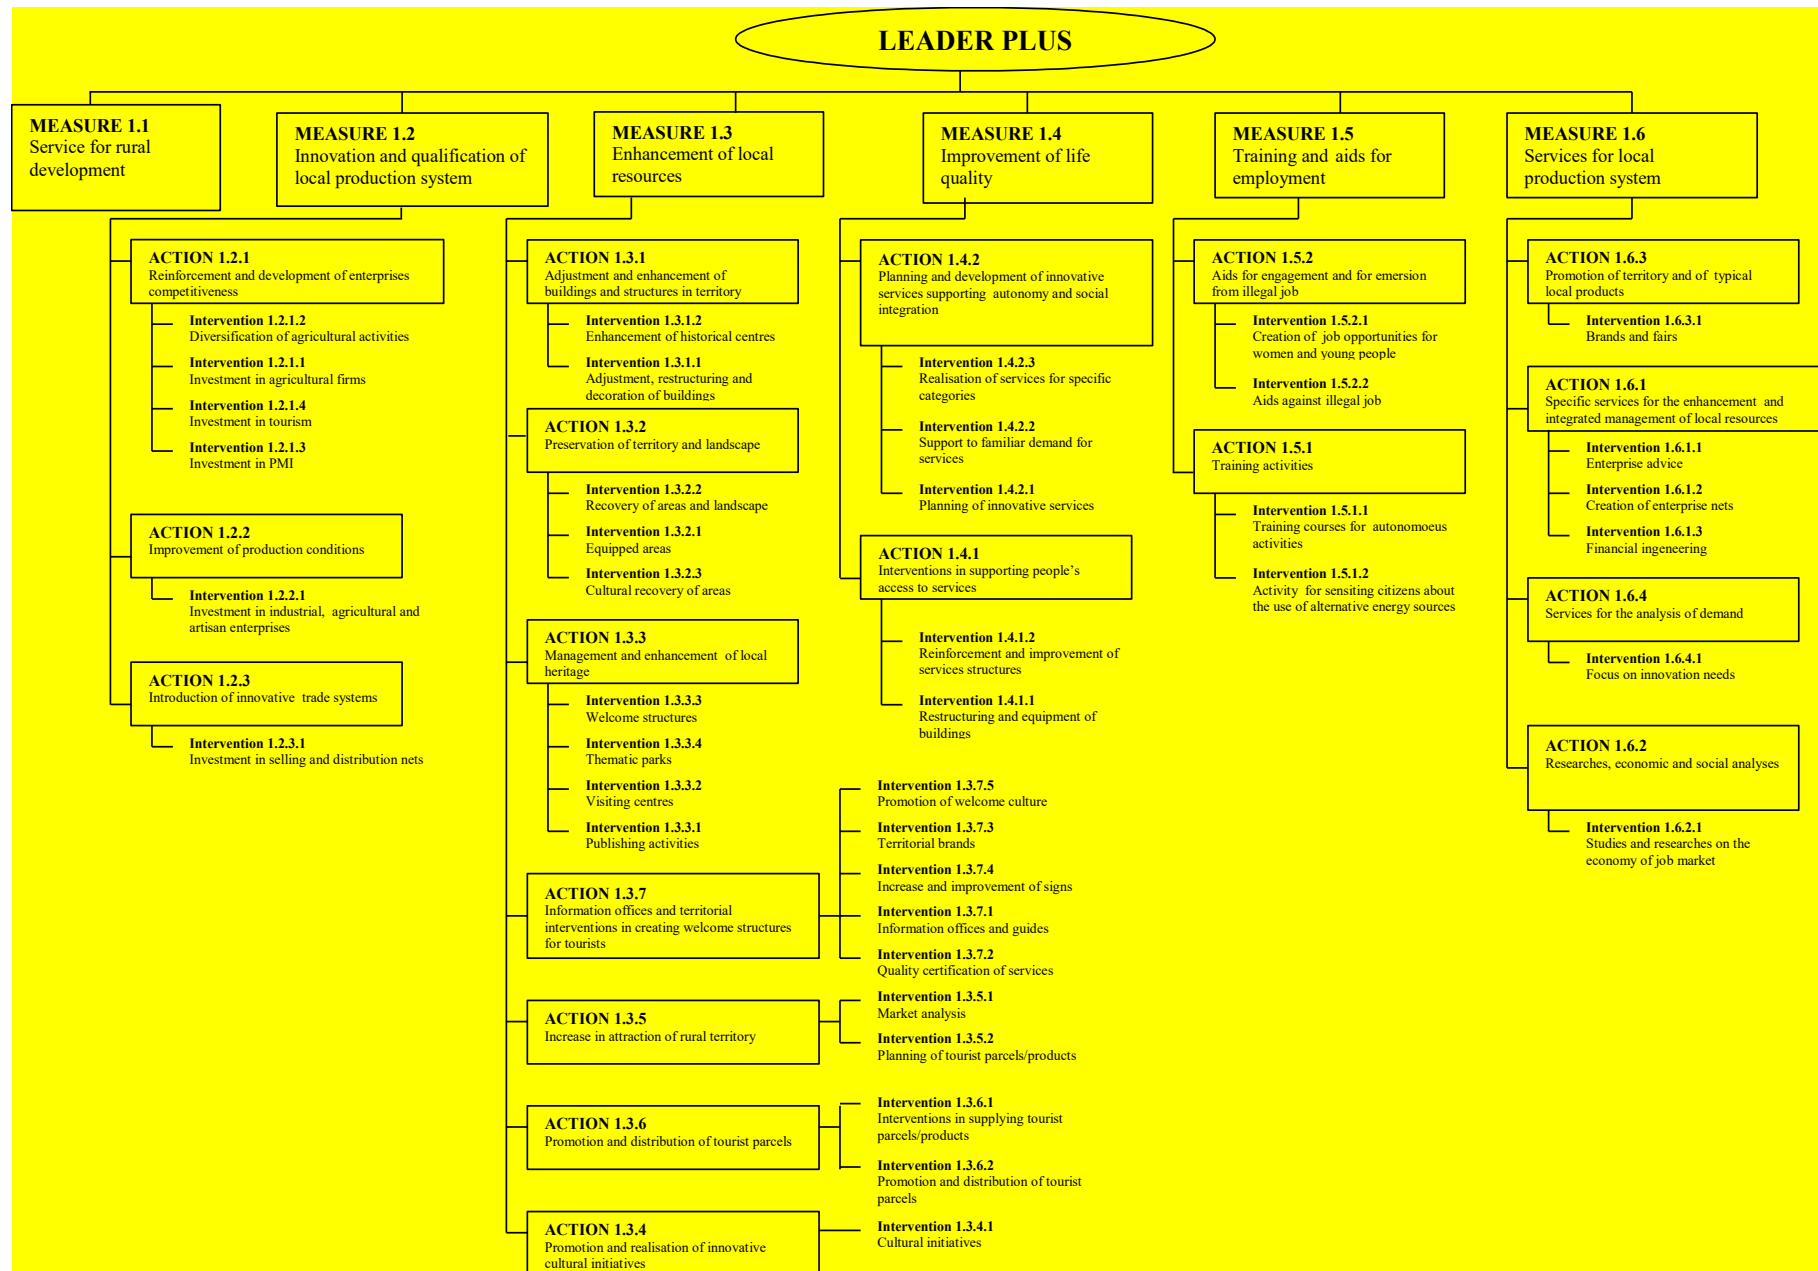 LEADER PLUS
MEASURE 1.1
Service for rural
development
MEASURE 1.2
Innovation and qualification of
local production system
MEASURE 1.3
Enhancement of local
resources
MEASURE 1.4
Improvement of life
quality
MEASURE 1.5
Training and aids for
employment
MEASURE 1.6
Services for local
production system
ACTION 1.2.1
Reinforcement and development of enterprises
competitiveness
Intervention 1.2.1.2
Diversification of agricultural activities
Intervention 1.2.1.1
Investment in agricultural firms
Intervention 1.2.1.4
Investment in tourism
Intervention 1.2.1.3
Investment in PMI
ACTION 1.2.2
Improvement of production conditions
Intervention 1.2.2.1
Investment in industrial, agricultural and
artisan enterprises
ACTION 1.2.3
Introduction of innovative trade systems
Intervention 1.2.3.1
Investment in selling and distribution nets
ACTION 1.3.1
Adjustment and enhancement of
buildings and structures in territory
Intervention 1.3.1.2
Enhancement of historical centres
Intervention 1.3.1.1
Adjustment, restructuring and
decoration of buildings
ACTION 1.3.2
Preservation of territory and landscape
Intervention 1.3.2.2
Recovery of areas and landscape
Intervention 1.3.2.1
Equipped areas
Intervention 1.3.2.3
Cultural recovery of areas
ACTION 1.3.3
Management and enhancement of local
heritage
Intervention 1.3.3.3
Welcome structures
Intervention 1.3.3.4
Thematic parks
Intervention 1.3.3.2
Visiting centres
Intervention 1.3.3.1
Publishing activities
ACTION 1.3.7
Information offices and territorial
interventions in creating welcome structures
for tourists
Intervention 1.3.7.5
Promotion of welcome culture
Intervention 1.3.7.3
Territorial brands
Intervention 1.3.7.4
Increase and improvement of signs
Intervention 1.3.7.1
Information offices and guides
Intervention 1.3.7.2
Quality certification of services
ACTION 1.3.5
Increase in attraction of rural territory
Intervention 1.3.5.1
Market analysis
Intervention 1.3.5.2
Planning of tourist parcels/products
ACTION 1.3.6
Promotion and distribution of tourist parcels
Intervention 1.3.6.1
Interventions in supplying tourist
parcels/products
Intervention 1.3.6.2
Promotion and distribution of tourist
parcels
ACTION 1.3.4
Promotion and realisation of innovative
cultural initiatives
Intervention 1.3.4.1
Cultural initiatives
ACTION 1.4.2
Planning and development of innovative
services supporting autonomy and social
integration
Intervention 1.4.2.3
Realisation of services for specific
categories
Intervention 1.4.2.2
Support to familiar demand for
services
Intervention 1.4.2.1
Planning of innovative services
ACTION 1.4.1
Interventions in supporting people's
access to services
Intervention 1.4.1.2
Reinforcement and improvement of
services structures
Intervention 1.4.1.1
Restructuring and equipment of
buildings
ACTION 1.5.2
Aids for engagement and for emersion
from illegal job
Intervention 1.5.2.1
Creation of job opportunities for
women and young people
Intervention 1.5.2.2
Aids against illegal job
ACTION 1.5.1
Training activities
Intervention 1.5.1.1
Training courses for autonomoeus
activities
Intervention 1.5.1.2
Activity for sensiting citizens about
the use of alternative energy sources
ACTION 1.6.3
Promotion of territory and of typical
local products
Intervention 1.6.3.1
Brands and fairs
ACTION 1.6.1
Specific services for the enhancement and
integrated management of local resources
Intervention 1.6.1.1
Enterprise advice
Intervention 1.6.1.2
Creation of enterprise nets
Intervention 1.6.1.3
Financial ingeneering
ACTION 1.6.4
Services for the analysis of demand
Intervention 1.6.4.1
Focus on innovation needs
ACTION 1.6.2
Researches, economic and social analyses
Intervention 1.6.2.1
Studies and researches on the
economy of job market